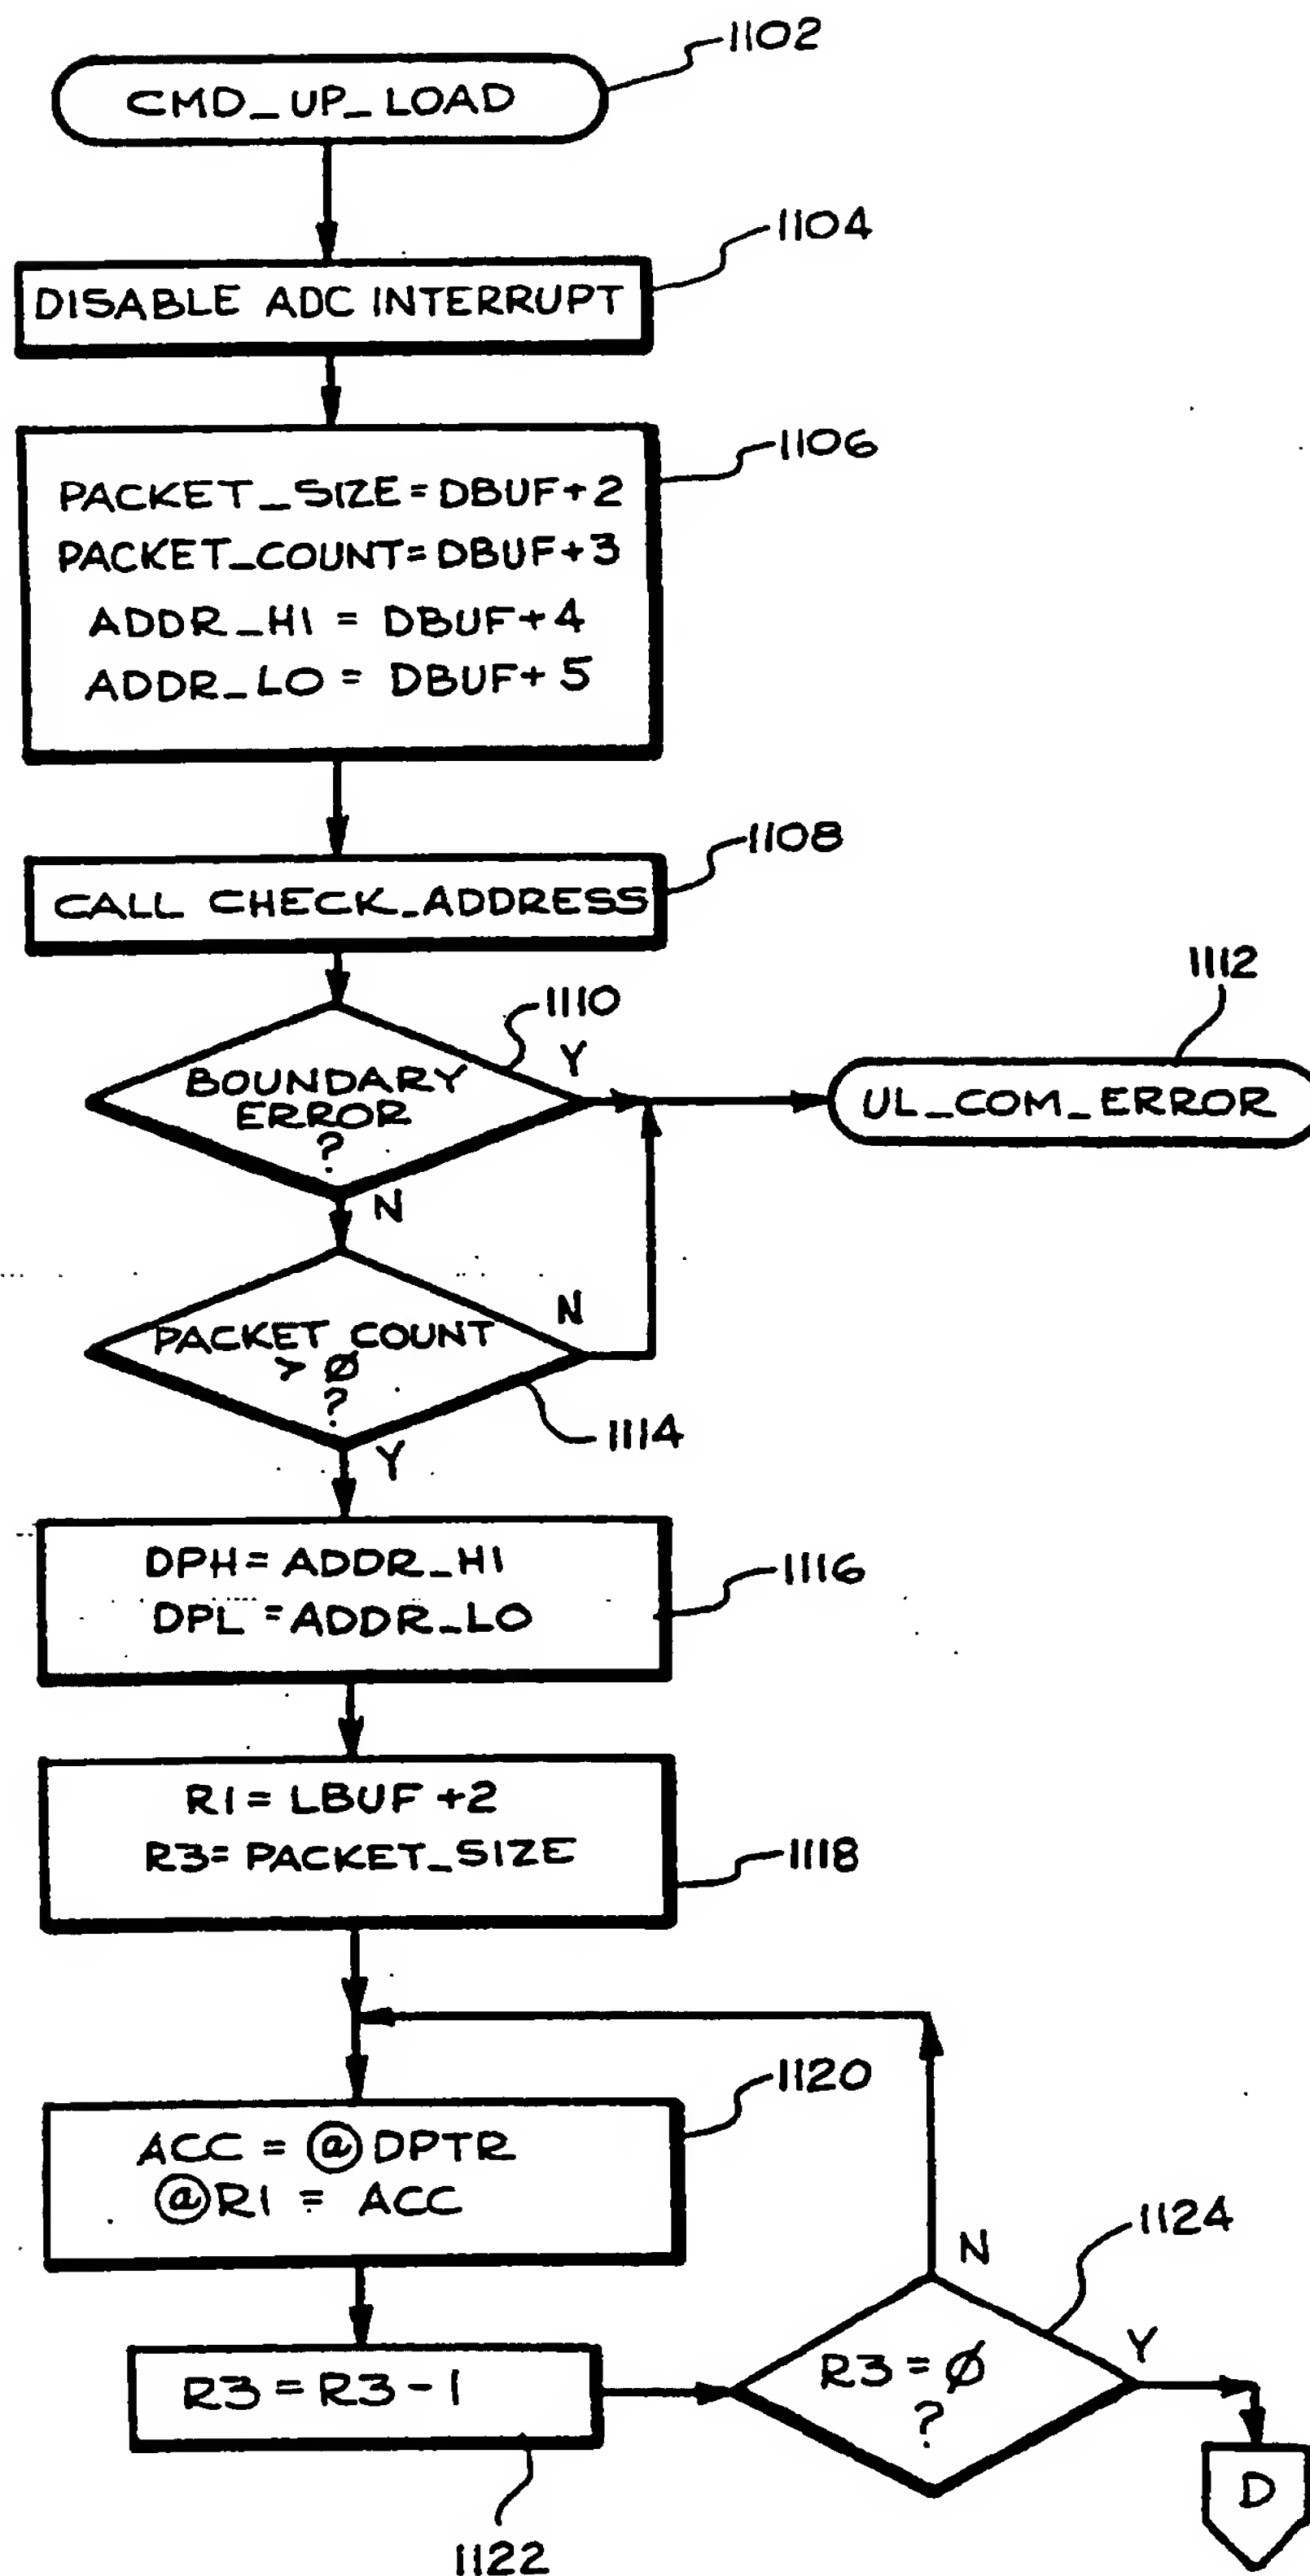 1102
CMD_UP_LOAD
1104
DISABLE ADC INTERRUPT
1106
PACKET_SIZE=DBUF+2
PACKET_COUNT=DBUF+3
ADDR_HI = DBUF+4
ADDR_LO = DBUF+5
1108
CALL CHECK_ADDRESS
1110
Y
BOUNDARY
ERROR
?
N
1112
UL_COM_ERROR
N
PACKET COUNT
> Ø
?
1114
Y
DPH = ADDR_HI
DPL = ADDR_LO
1116
R1 = LBUF +2
R3= PACKET_SIZE
1118
1120
ACC = @ DPTR
@R1 = ACC
1124
N
Y
R3 = R3 - 1
R3 = Ø
?
1122
D